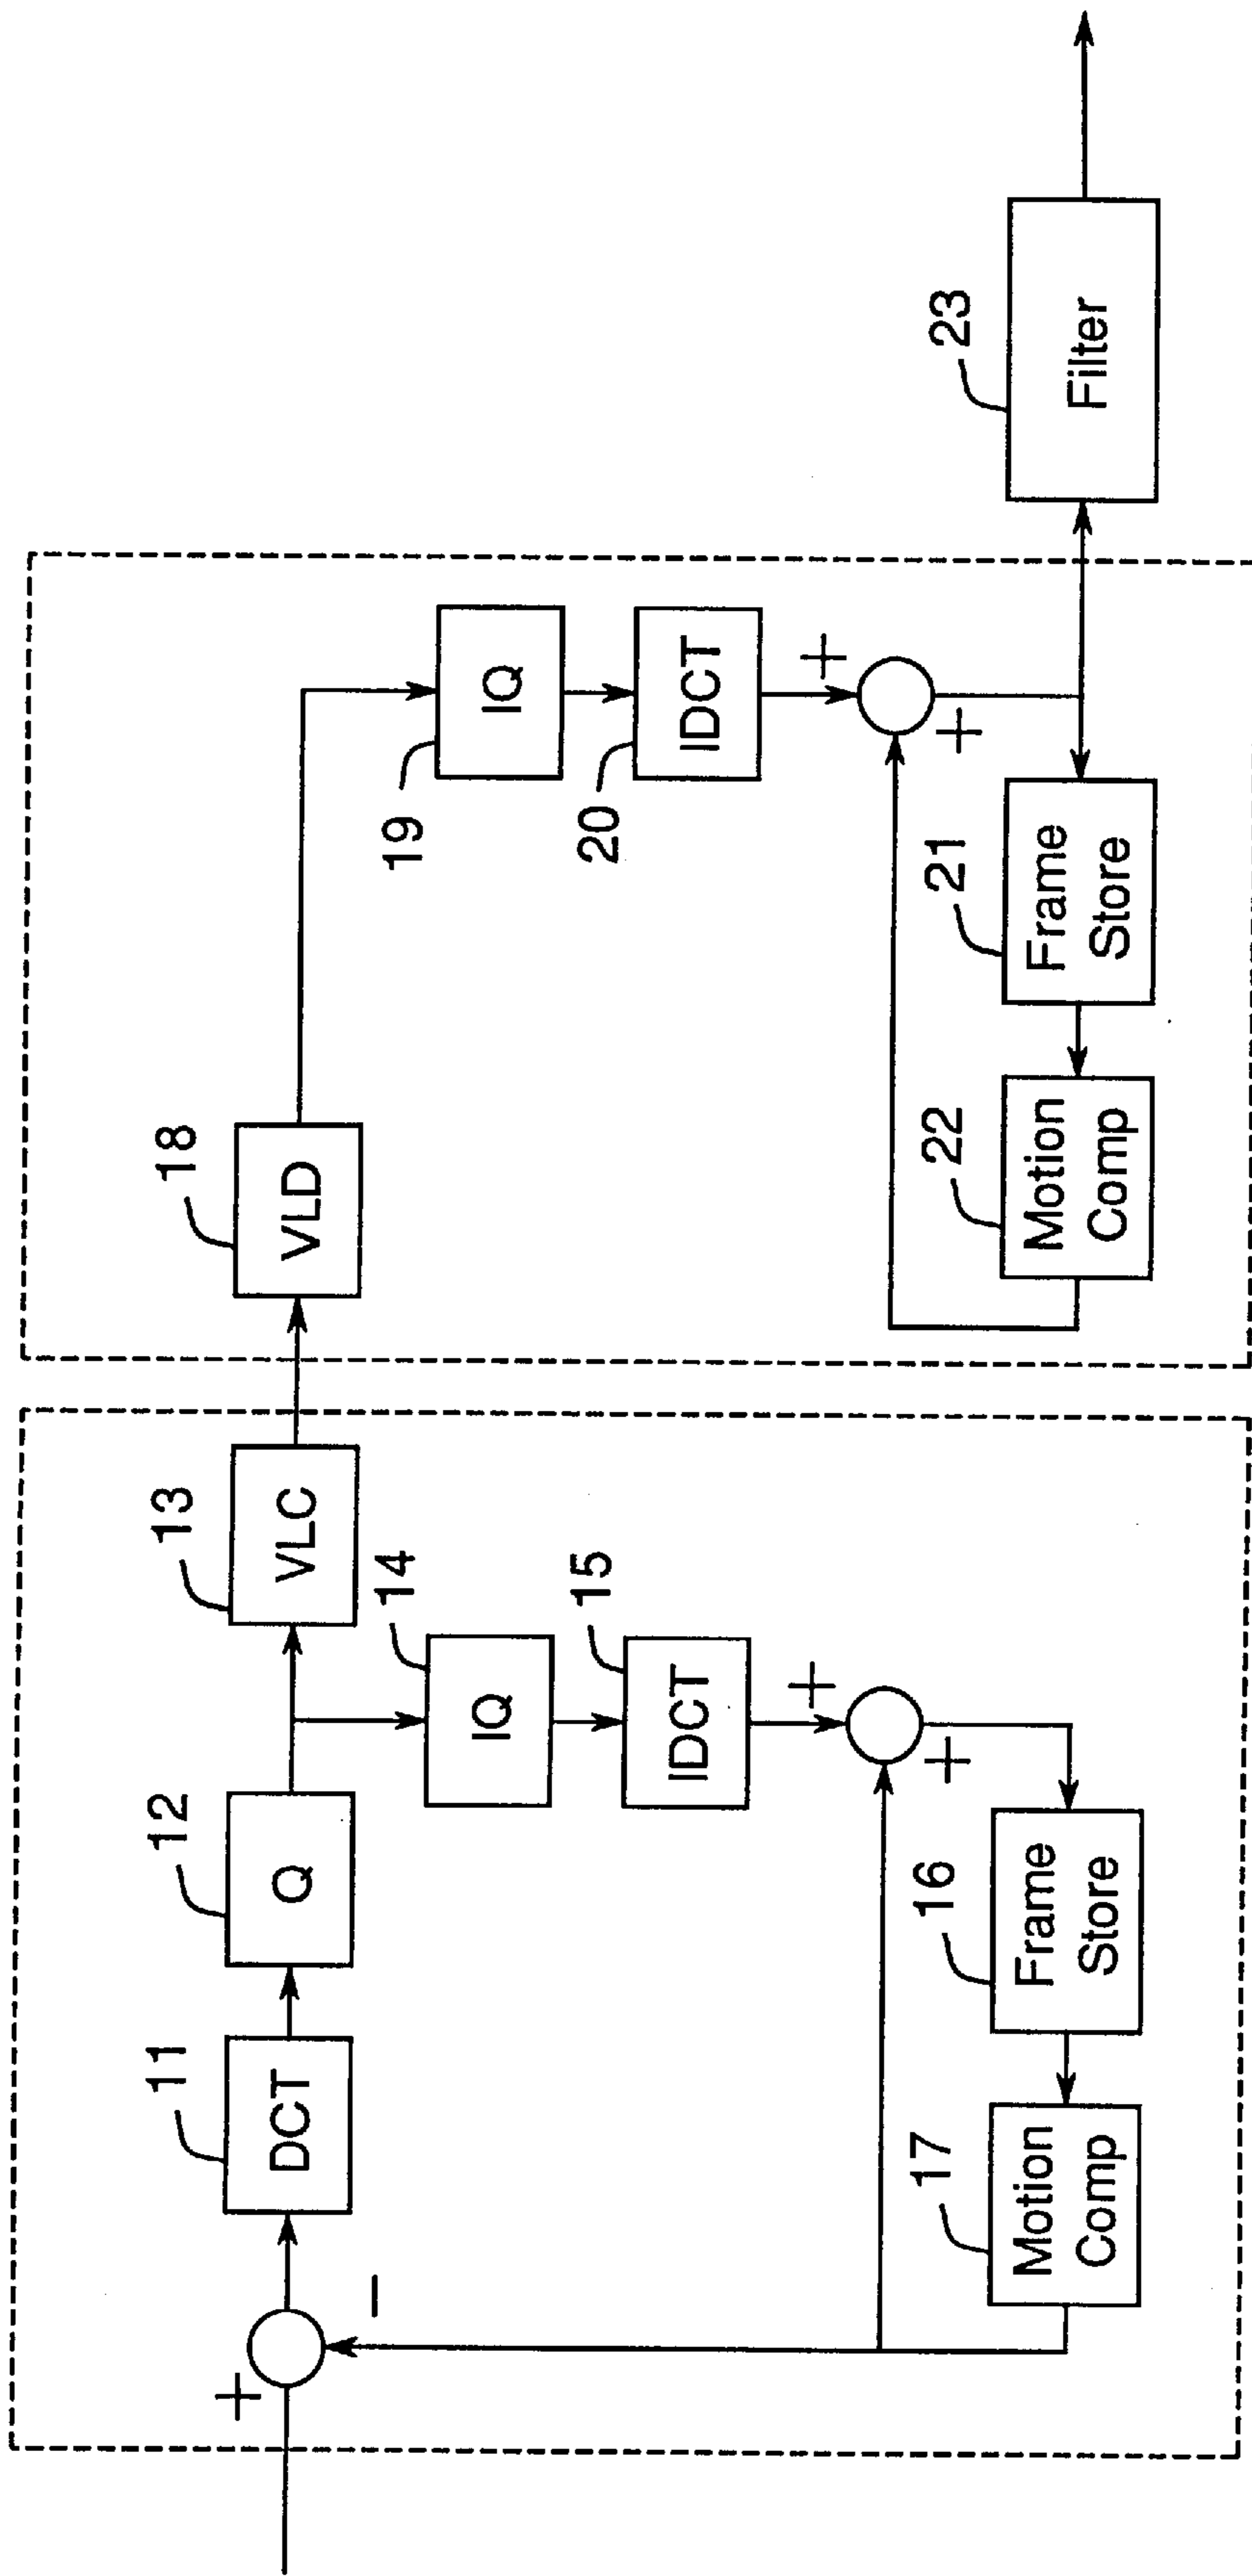 11
DCT
12
Q
13
VLC
14
IQ
15
IDCT
16
Frame
Store
17
Motion
Comp
+
−
+
+
18
VLD
19
IQ
20
IDCT
21
Frame
Store
22
Motion
Comp
+
+
23
Filter